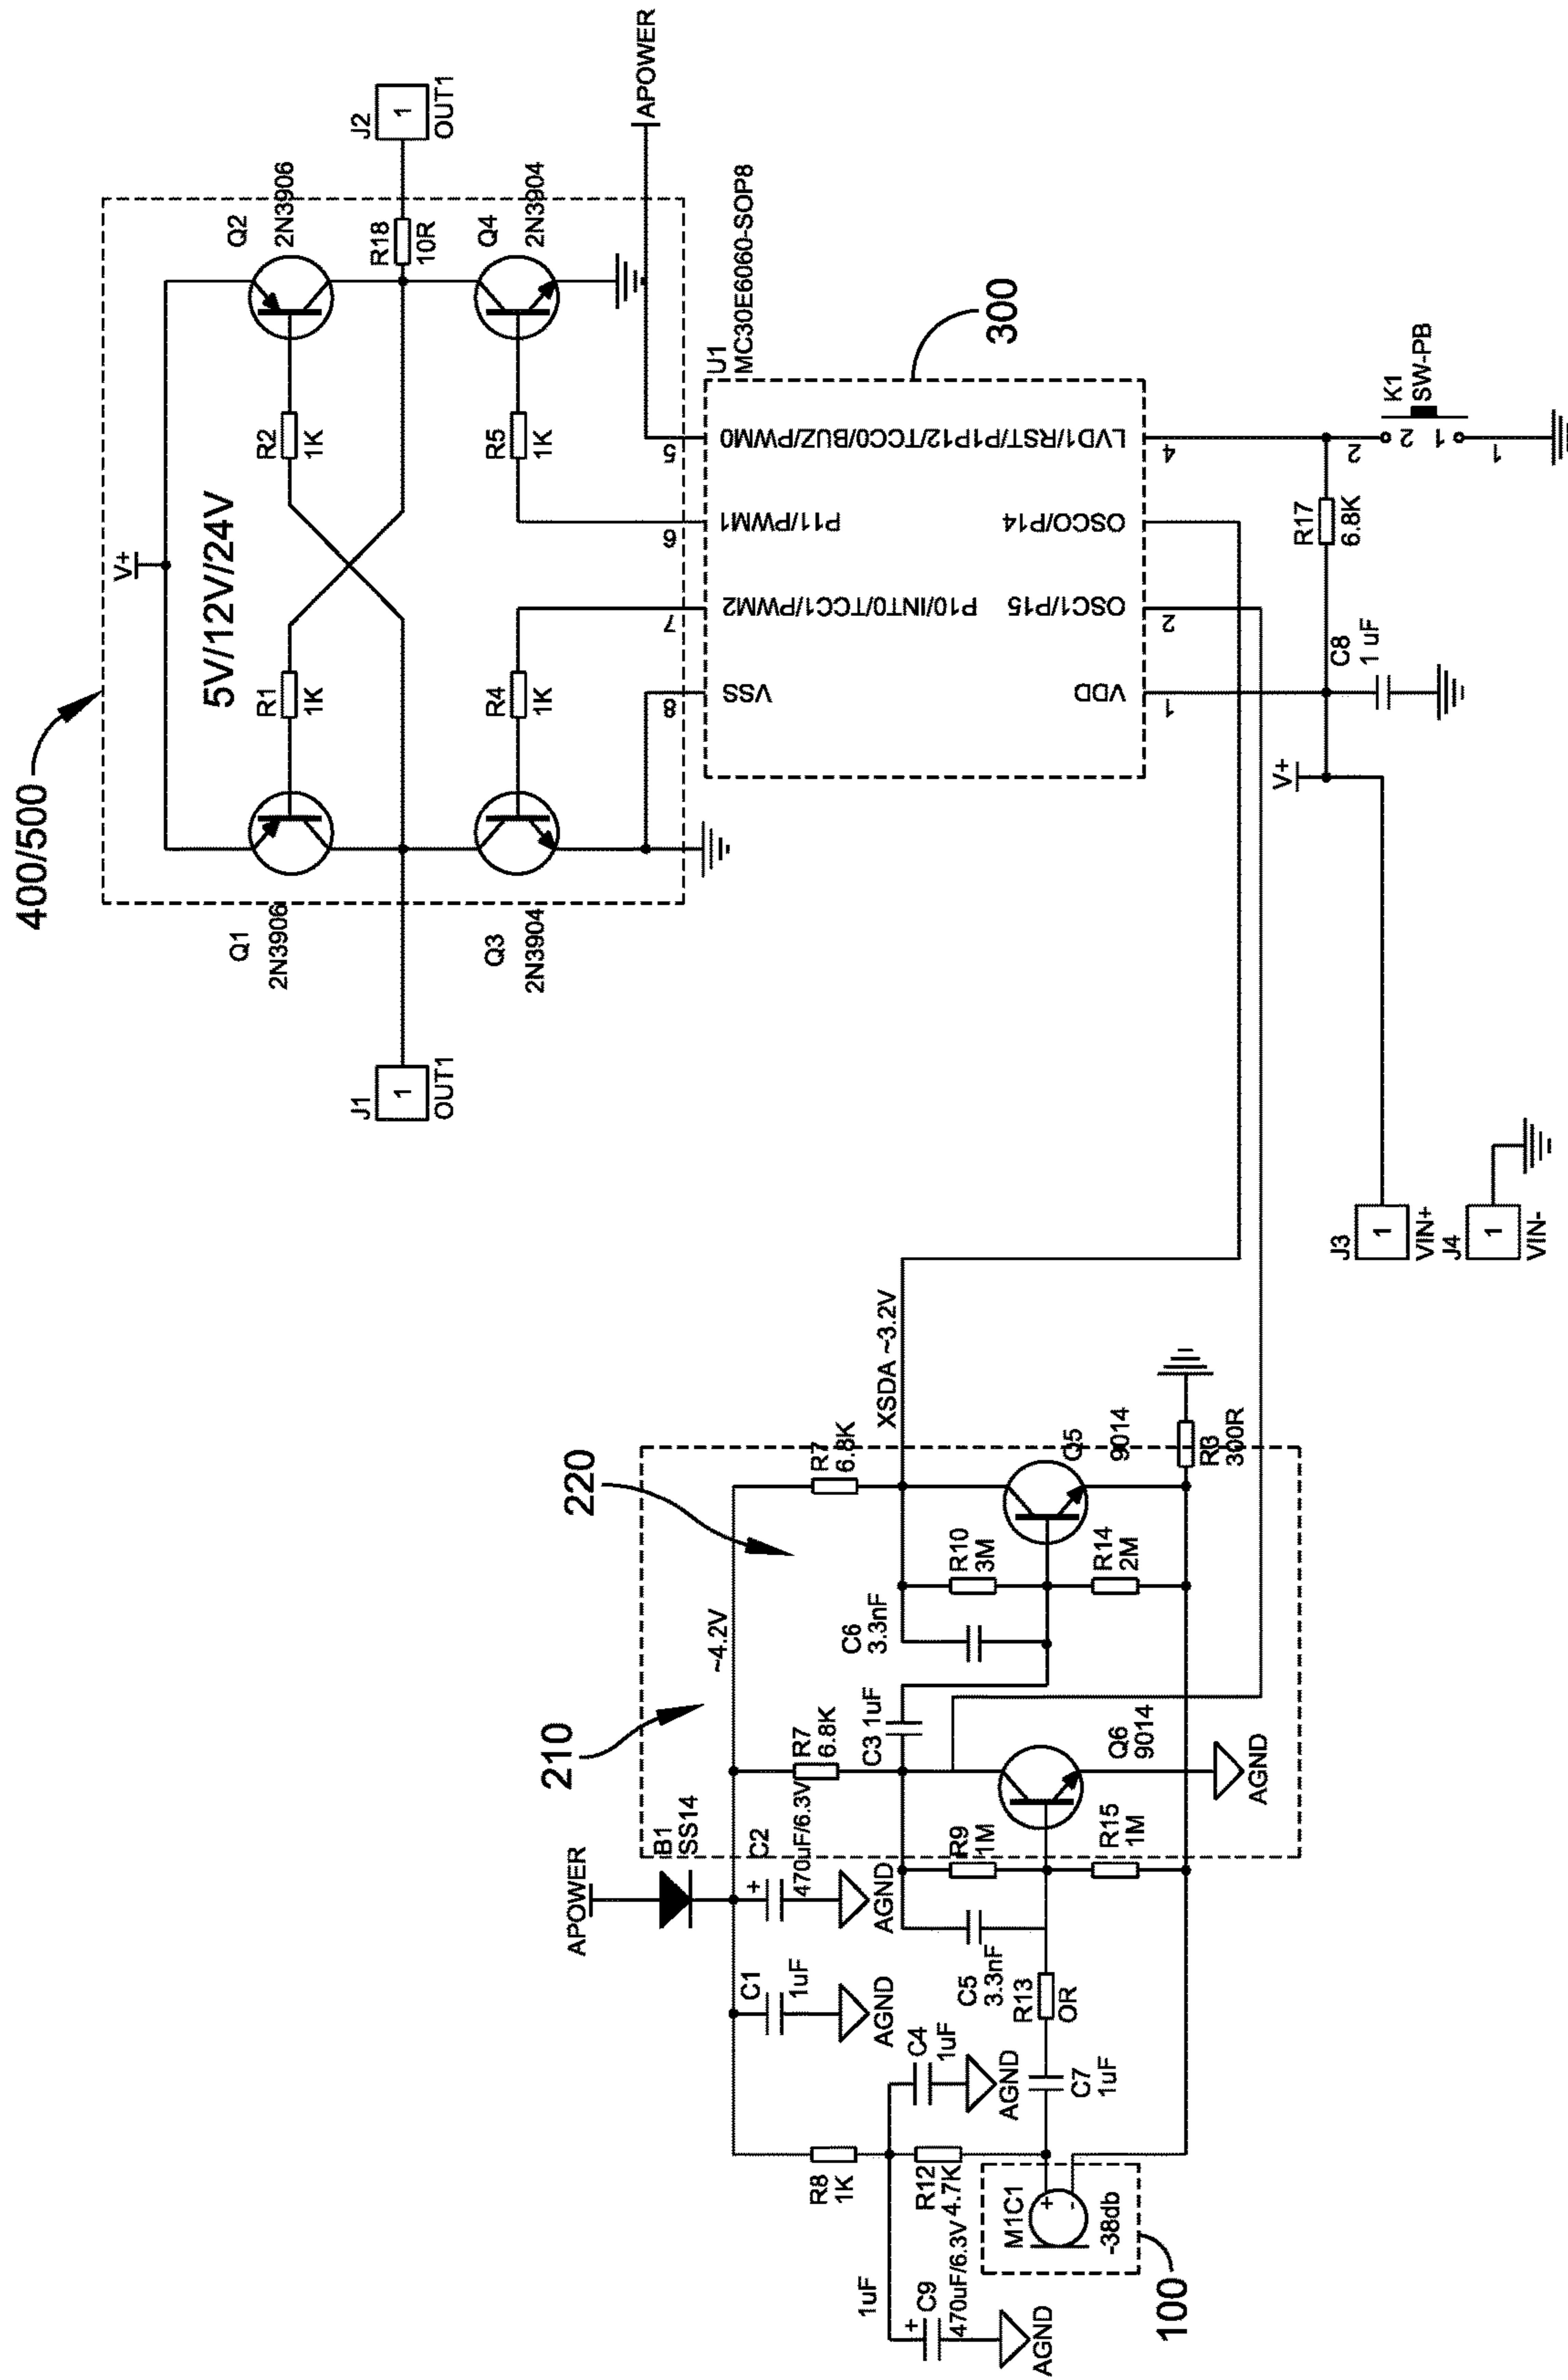 400/500
V+
5V/12V/24V
Q1
2N3906
R1
1K
R2
1K
Q2
2N3906
J1
1
OUT1
R18
10R
J2
1
OUT1
Q3
2N3904
R4
1K
R5
1K
Q4
2N3904
APOWER
U1
MC30E6060-SOP8
8
7
6
5
VSS
P10/INT0/TCC1/PWM2
P11/PWM1
LVD1/RST/P1P12/TCC0/BUZ/PWM0
VDD
OSC1/P15
OSCO/P14
1
2
4
300
V+
C8
1 uF
R17
6.8K
K1
SW-PB
2
2
1
1
J3
1
VIN+
J4
1
VIN-
210
220
APOWER
B1
SS14
~4.2V
C1
1uF
AGND
C2
+
470uF/6.3V
AGND
R7
6.8K
R7
6.8K
XSDA ~3.2V
C3 1uF
C6
3.3nF
R10
3M
R14
2M
Q5
9014
R3
300R
R8
1K
C4
1uF
AGND
C5
3.3nF
R9
1M
R15
1M
Q6
9014
AGND
1uF
+
C9
470uF/6.3V
AGND
R12
4.7K
R13
OR
C7
1uF
M1C1
+
-
-38db
100